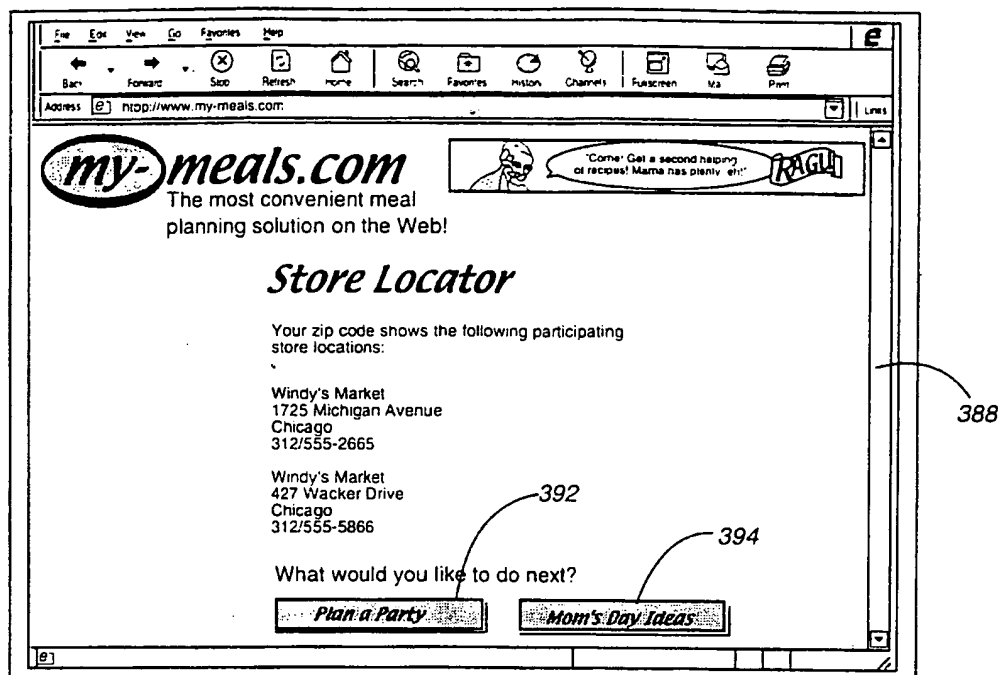 File Edit View Go Favorites Help
Back Forward Stop Refresh Home Search Favorites History Channels Fullscreen Mail Print
Address http://www.my-meals.com Links
my-meals.com
The most convenient meal
planning solution on the Web!
"Come! Get a second helping
of recipes! Mama has plenty, eh!"
RAGU
Store Locator
Your zip code shows the following participating
store locations:
Windy's Market
1725 Michigan Avenue
Chicago
312/555-2665
Windy's Market
427 Wacker Drive
Chicago
312/555-5866
What would you like to do next?
Plan a Party Mom's Day Ideas
388
392
394